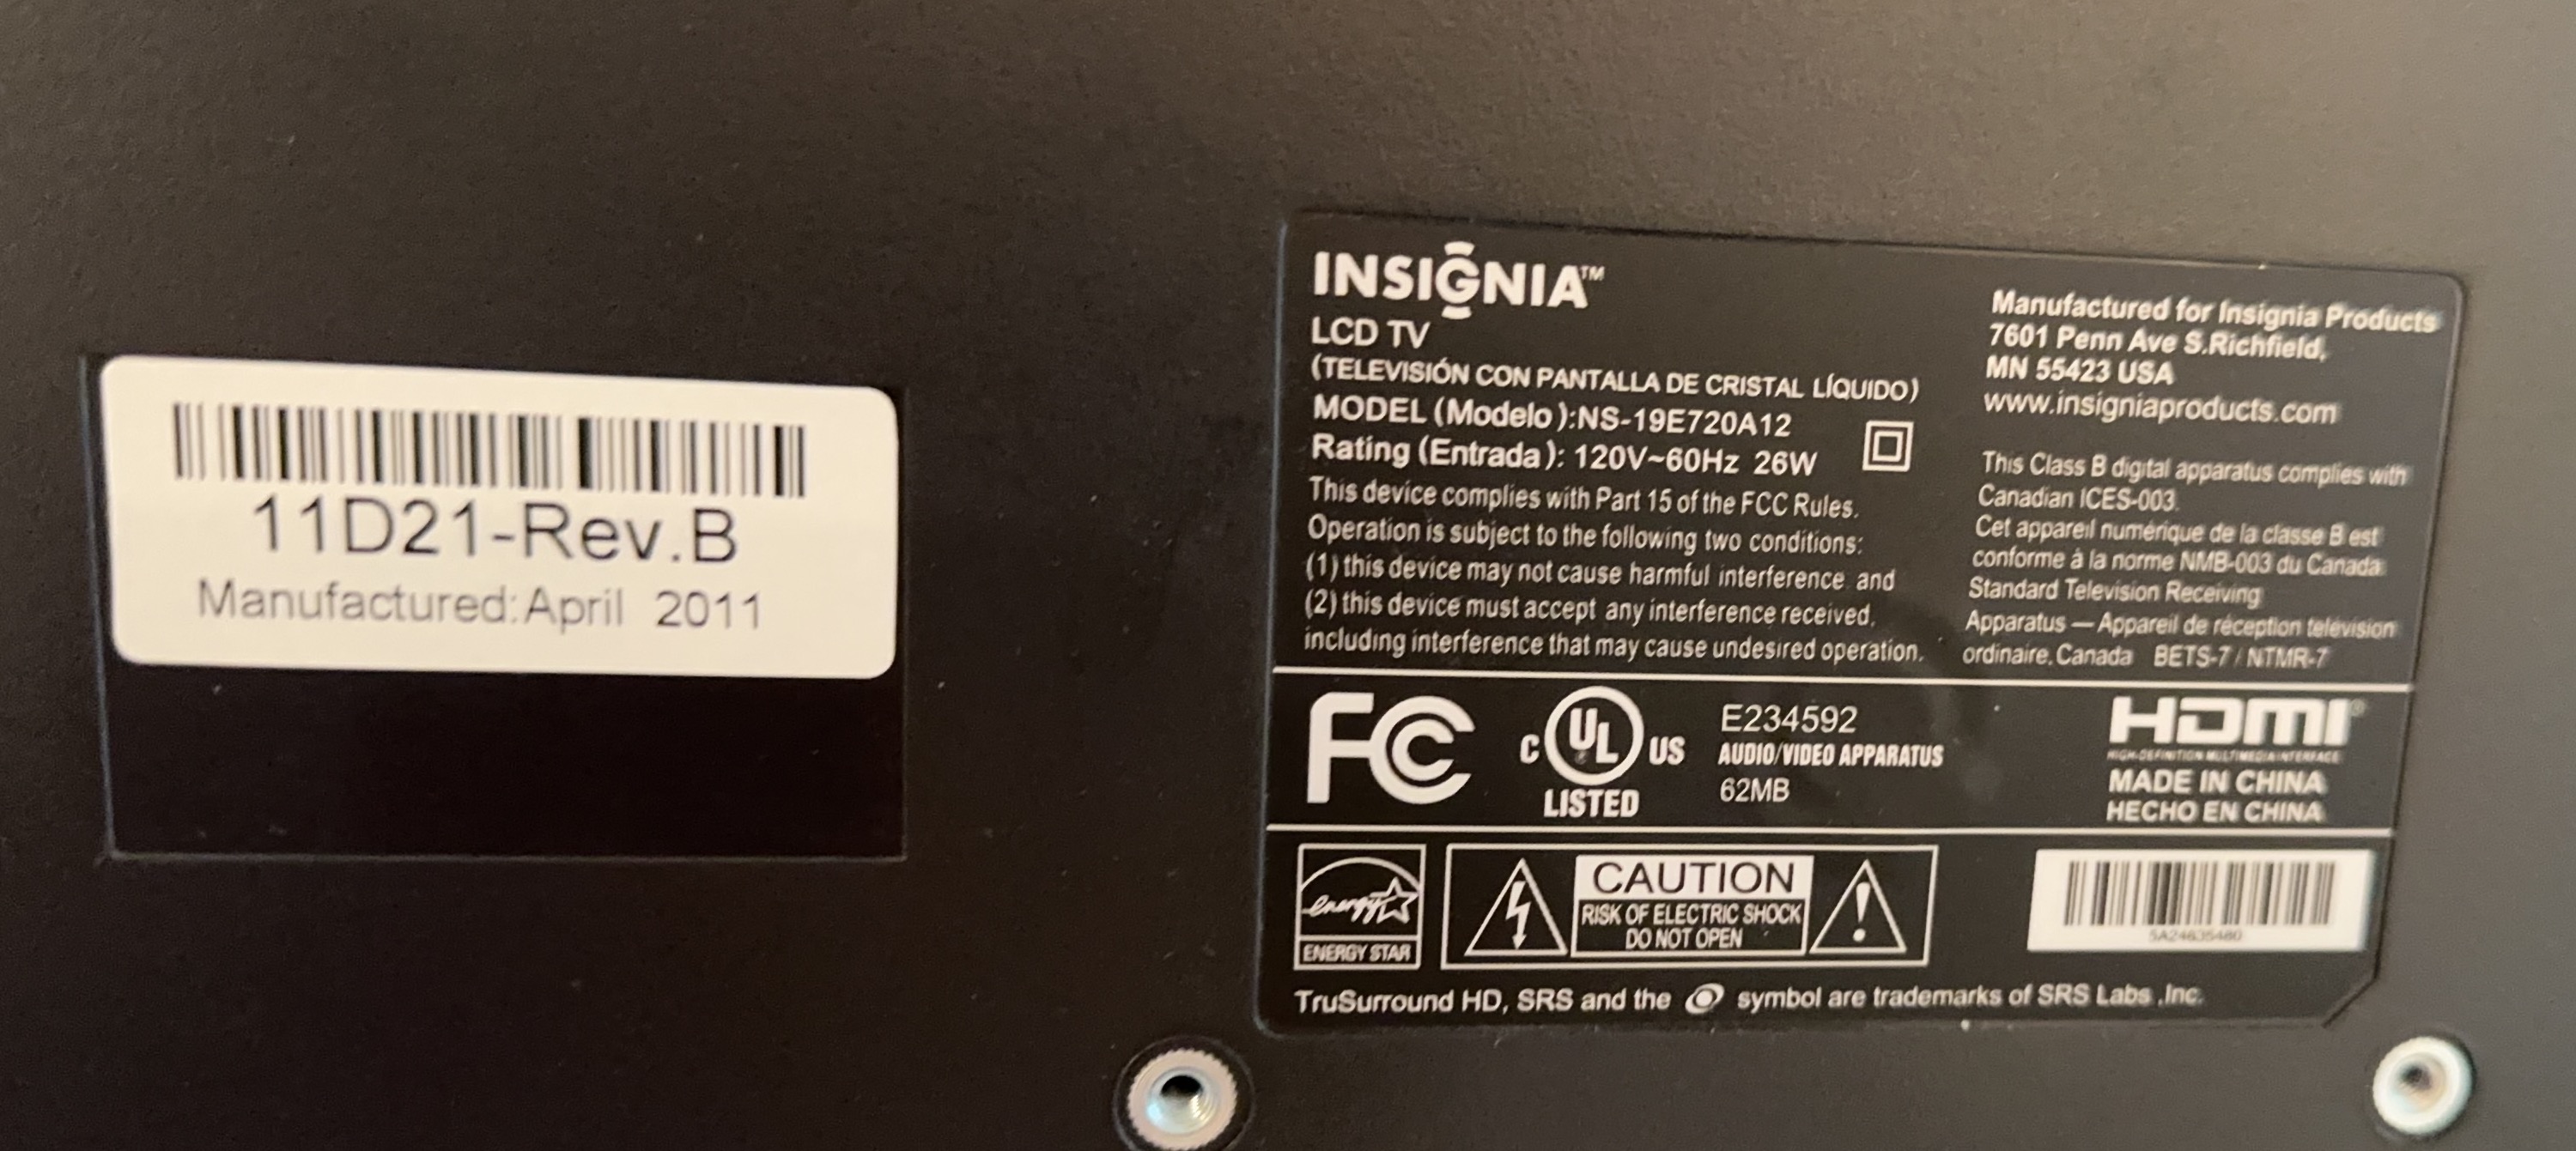 11D21-Rev.B
Manufactured:April 2011
INSIGNIA™
LCD TV
(TELEVISIÓN CON PANTALLA DE CRISTAL LÍQUIDO)
MODEL (Modelo):NS-19E720A12
Rating (Entrada): 120V~60Hz 26W
This device complies with Part 15 of the FCC Rules.
Operation is subject to the following two conditions:
(1) this device may not cause harmful interference and
(2) this device must accept any interference received,
including interference that may cause undesired operation.
Manufactured for Insignia Products
7601 Penn Ave S.Richfield,
MN 55423 USA
www.insigniaproducts.com
This Class B digital apparatus complies with
Canadian ICES-003.
Cet appareil numérique de la classe B est
conforme à la norme NMB-003 du Canada
Standard Television Receiving
Apparatus — Appareil de réception télévision
ordinaire, Canada BETS-7 / NTMR-7
FC
C UL US
LISTED
E234592
AUDIO/VIDEO APPARATUS
62MB
HDMI®
HIGH-DEFINITION MULTIMEDIA INTERFACE
MADE IN CHINA
HECHO EN CHINA
energy
ENERGY STAR
CAUTION
RISK OF ELECTRIC SHOCK
DO NOT OPEN
TruSurround HD, SRS and the symbol are trademarks of SRS Labs ,Inc.